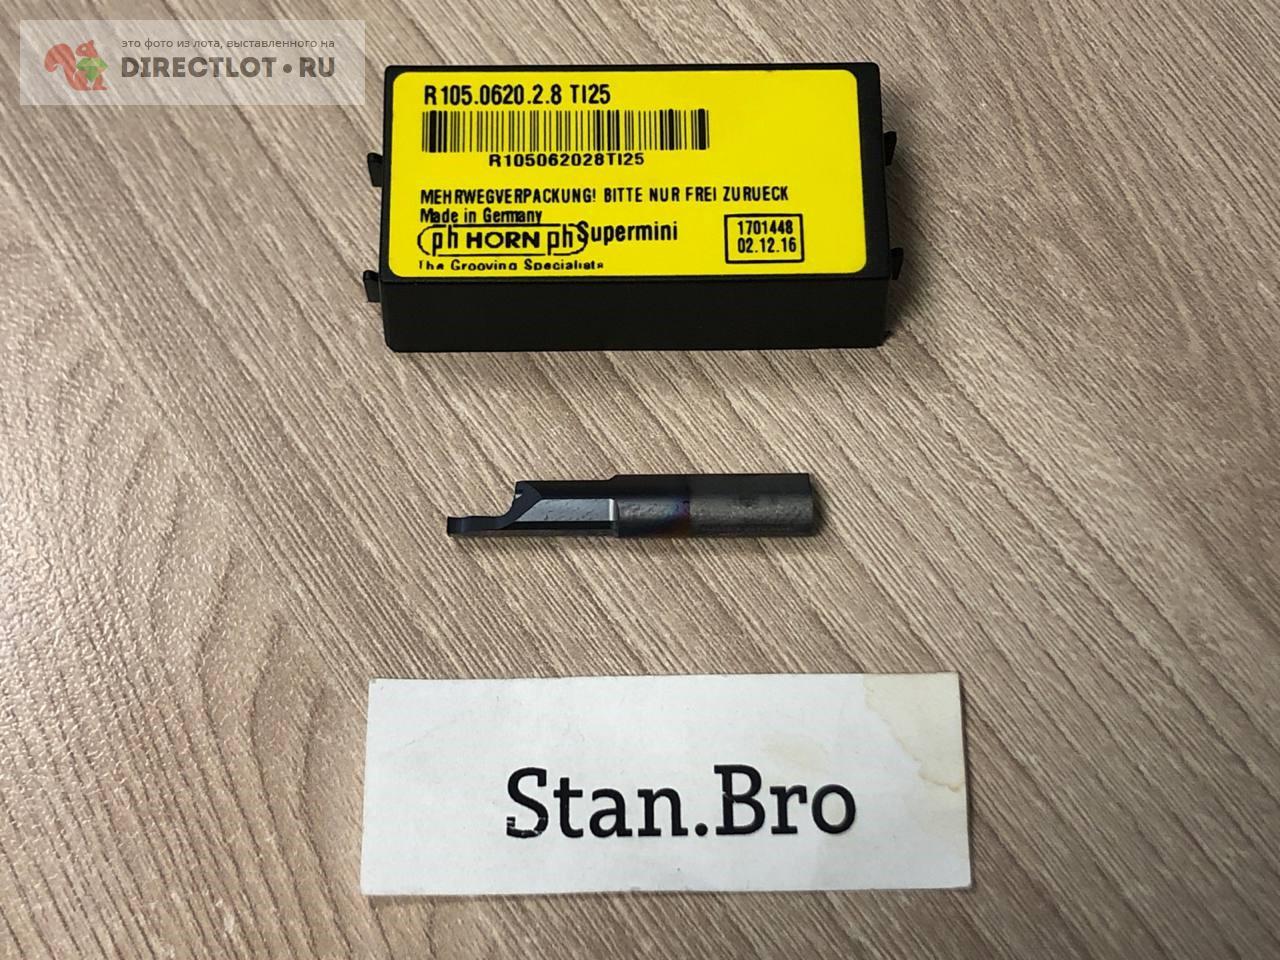 это фото из лота, выставленного на
DIRECTLOT•RU
R105.0620.2.8 TI25
R105062028TI25
MEHRWEGVERPACKUNG! BITTE NUR FREI ZURUECK
Made in Germany
ph HORN ph Supermini
1701448
02.12.16
The Grooving Specialists
Stan.Bro